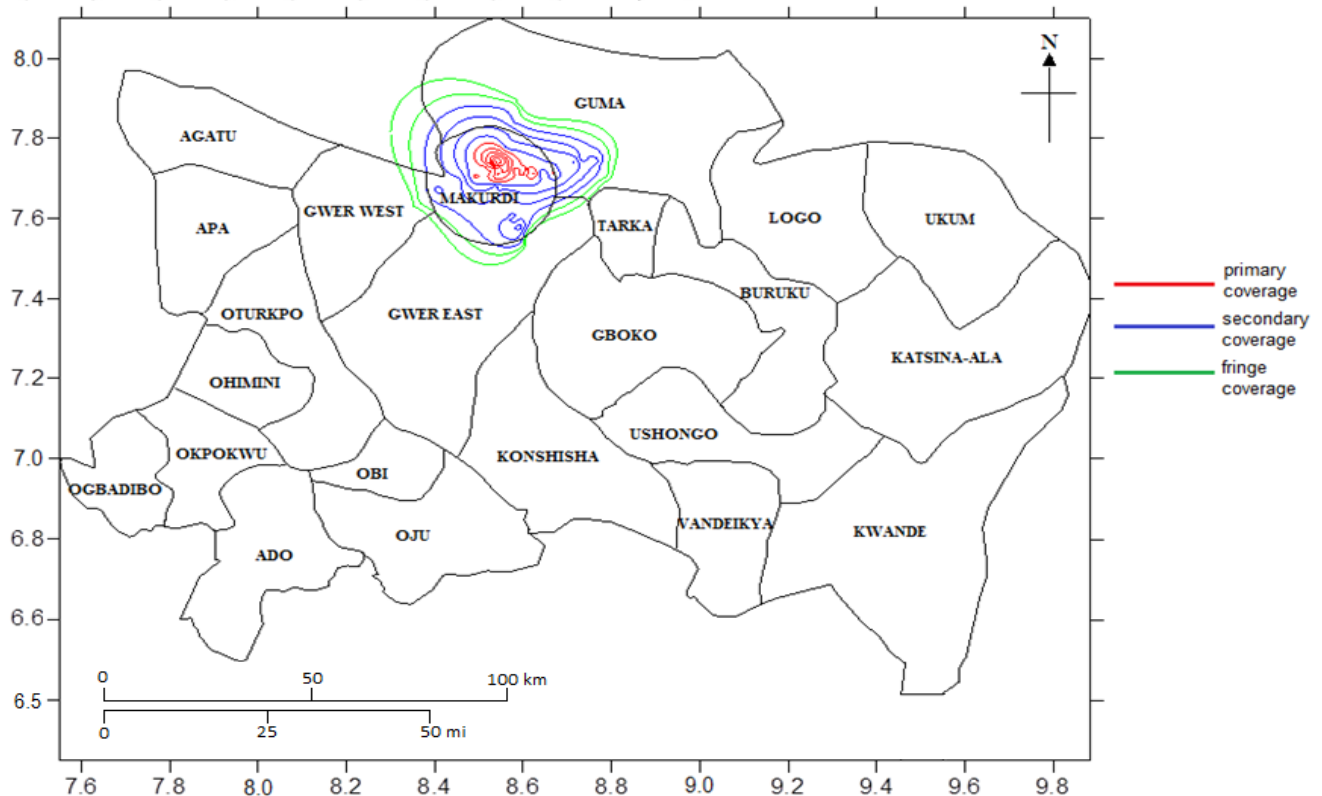 N
8.0
GUMA
7.8
AGATU
7.6
MAKURDI
GWER WEST
LOGO
UKUM
APA
TARKA
7.4
BURUKU
OTURKPO
GWER EAST
GBOKO
KATSINA-ALA
primary
coverage
secondary
coverage
fringe
coverage
7.2
OHIMINI
USHONGO
7.0
OKPOKWU
KONSHISHA
OBI
OGBADIBO
6.8
VANDEIKYA
KWANDE
OJU
ADO
6.6
0 50 100 km
6.5
0 25 50 mi
7.6 7.8 8.0 8.2 8.4 8.6 8.8 9.0 9.2 9.4 9.6 9.8